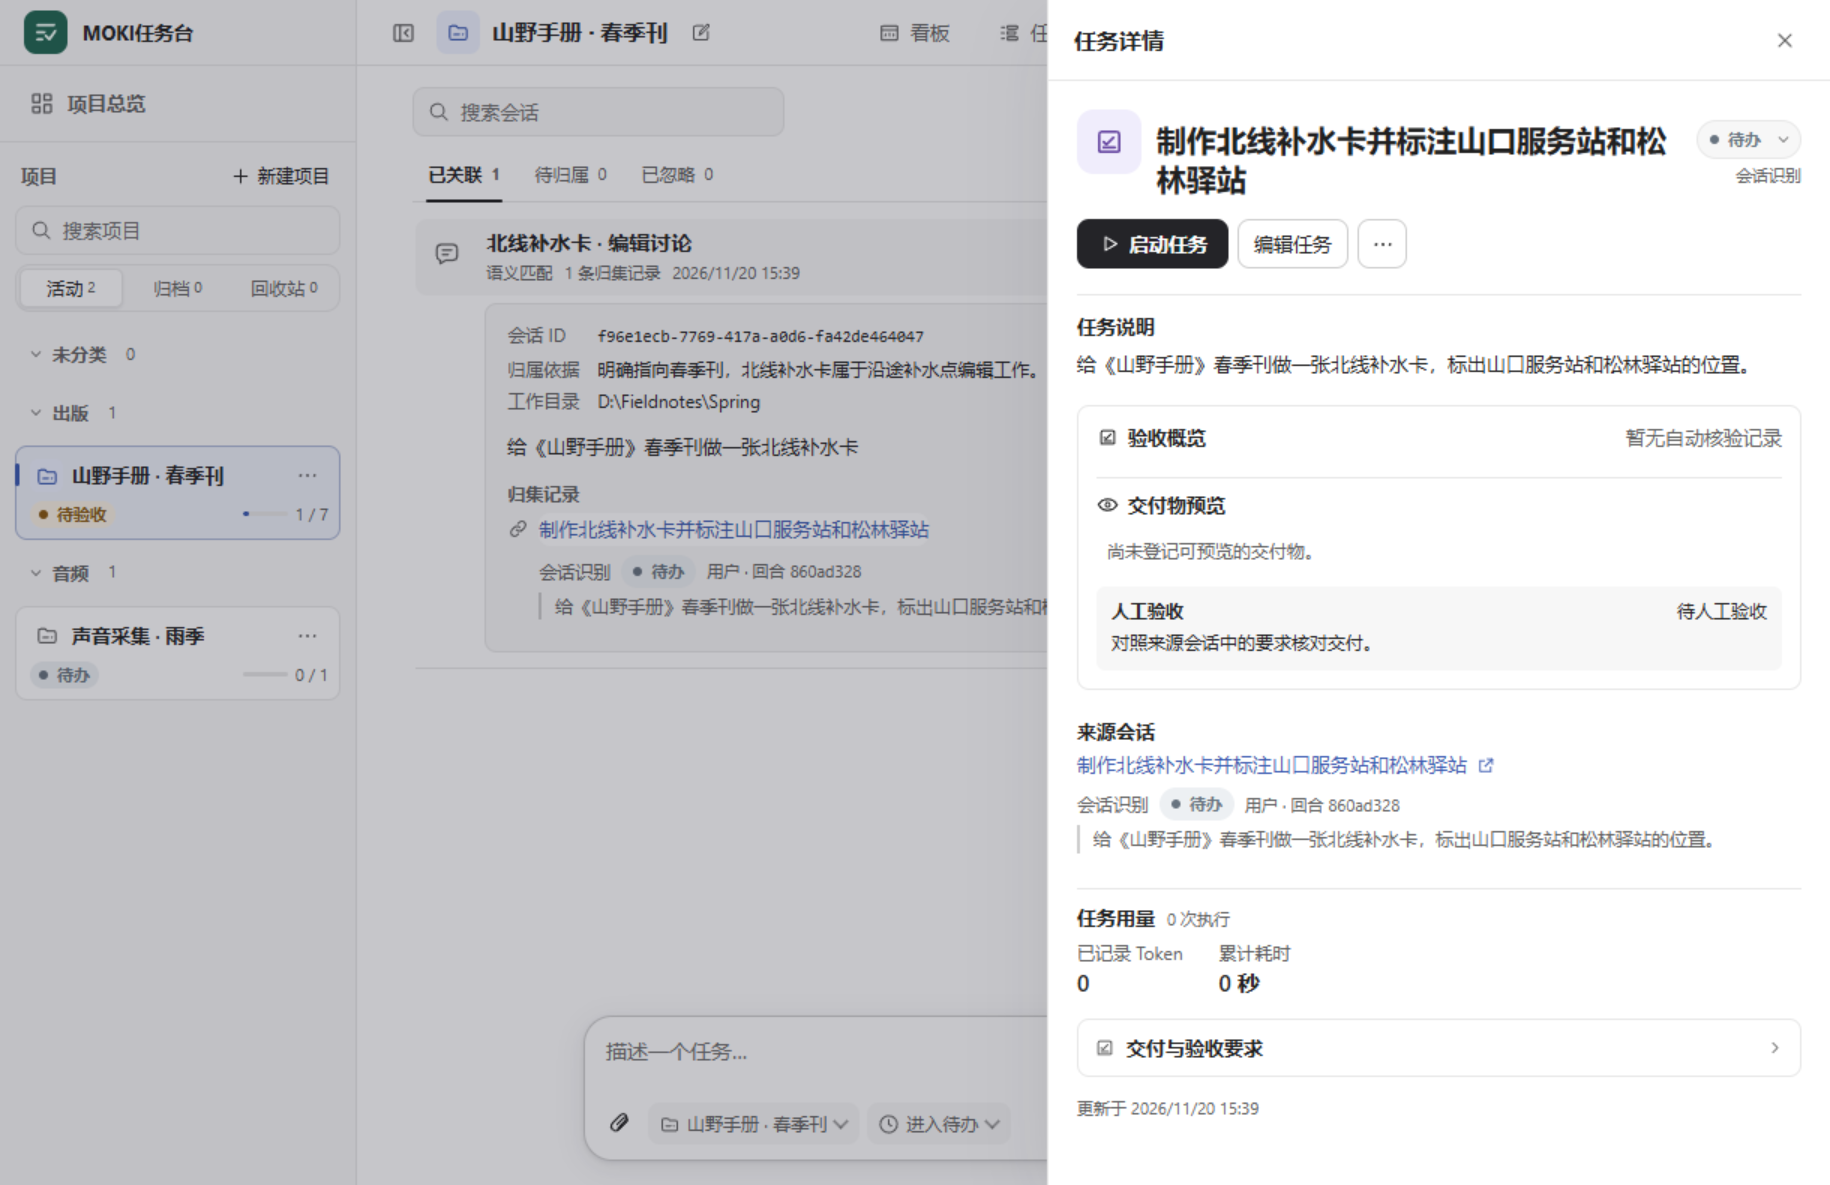 MOKI任务台
项目总览
项目
新建项目
搜索项目
活动 2
归档 0
回收站 0
未分类 0
出版 1
山野手册 · 春季刊
待验收
1 / 7
音频 1
声音采集 · 雨季
待办
0 / 1
山野手册 · 春季刊
看板
任
搜索会话
已关联 1
待归属 0
已忽略 0
北线补水卡 · 编辑讨论
语义匹配 1 条归集记录 2026/11/20 15:39
会话 ID f96e1ecb-7769-417a-a0d6-fa42de464047
归属依据 明确指向春季刊，北线补水卡属于沿途补水点编辑工作。
工作目录 D:\Fieldnotes\Spring
给《山野手册》春季刊做一张北线补水卡
归集记录
制作北线补水卡并标注山口服务站和松林驿站
会话识别 待办 用户 · 回合 860ad328
给《山野手册》春季刊做一张北线补水卡，标出山口服务站和
描述一个任务...
山野手册 · 春季刊
进入待办
任务详情
制作北线补水卡并标注山口服务站和松
林驿站
待办
会话识别
启动任务
编辑任务
任务说明
给《山野手册》春季刊做一张北线补水卡，标出山口服务站和松林驿站的位置。
验收概览
暂无自动核验记录
交付物预览
尚未登记可预览的交付物。
人工验收
待人工验收
对照来源会话中的要求核对交付。
来源会话
制作北线补水卡并标注山口服务站和松林驿站
会话识别 待办 用户 · 回合 860ad328
给《山野手册》春季刊做一张北线补水卡，标出山口服务站和松林驿站的位置。
任务用量 0 次执行
已记录 Token 累计耗时
0 0 秒
交付与验收要求
更新于 2026/11/20 15:39